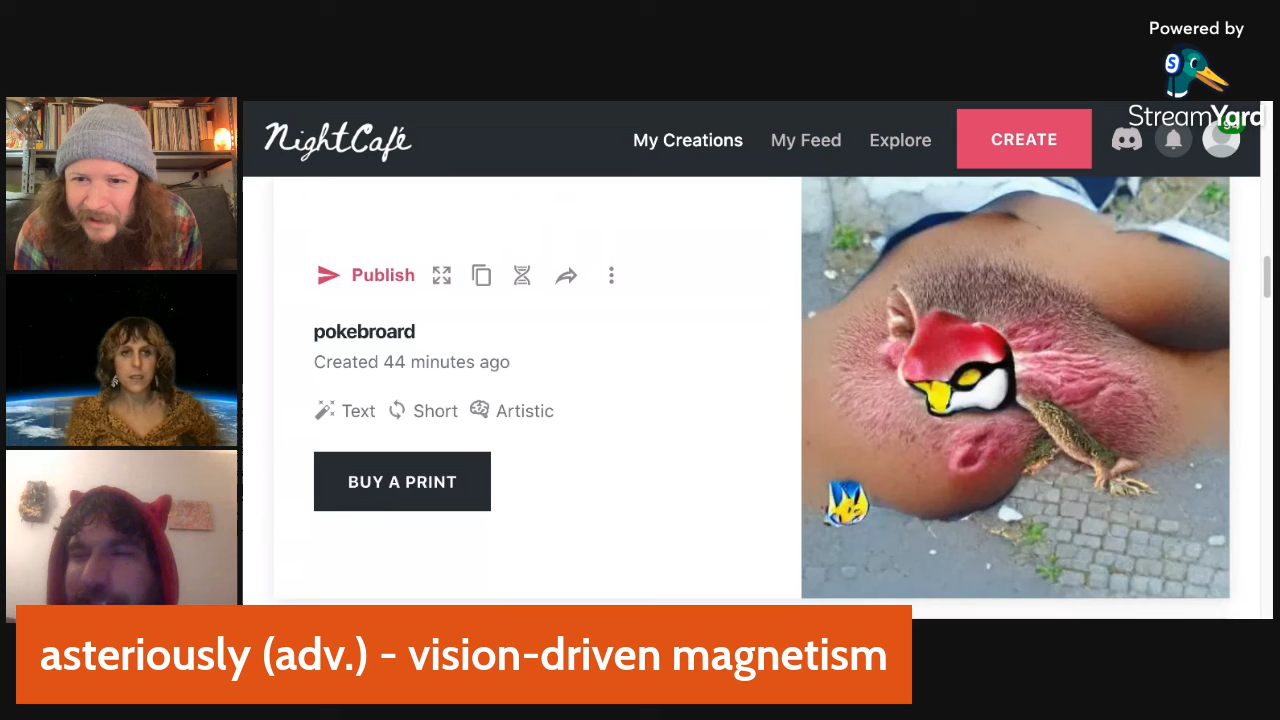 Powered by
S
StreamYard
NightCafé
My Creations
My Feed
Explore
CREATE
94
Publish
pokebroard
Created 44 minutes ago
Text
Short
Artistic
BUY A PRINT
asteriously (adv.) - vision-driven magnetism